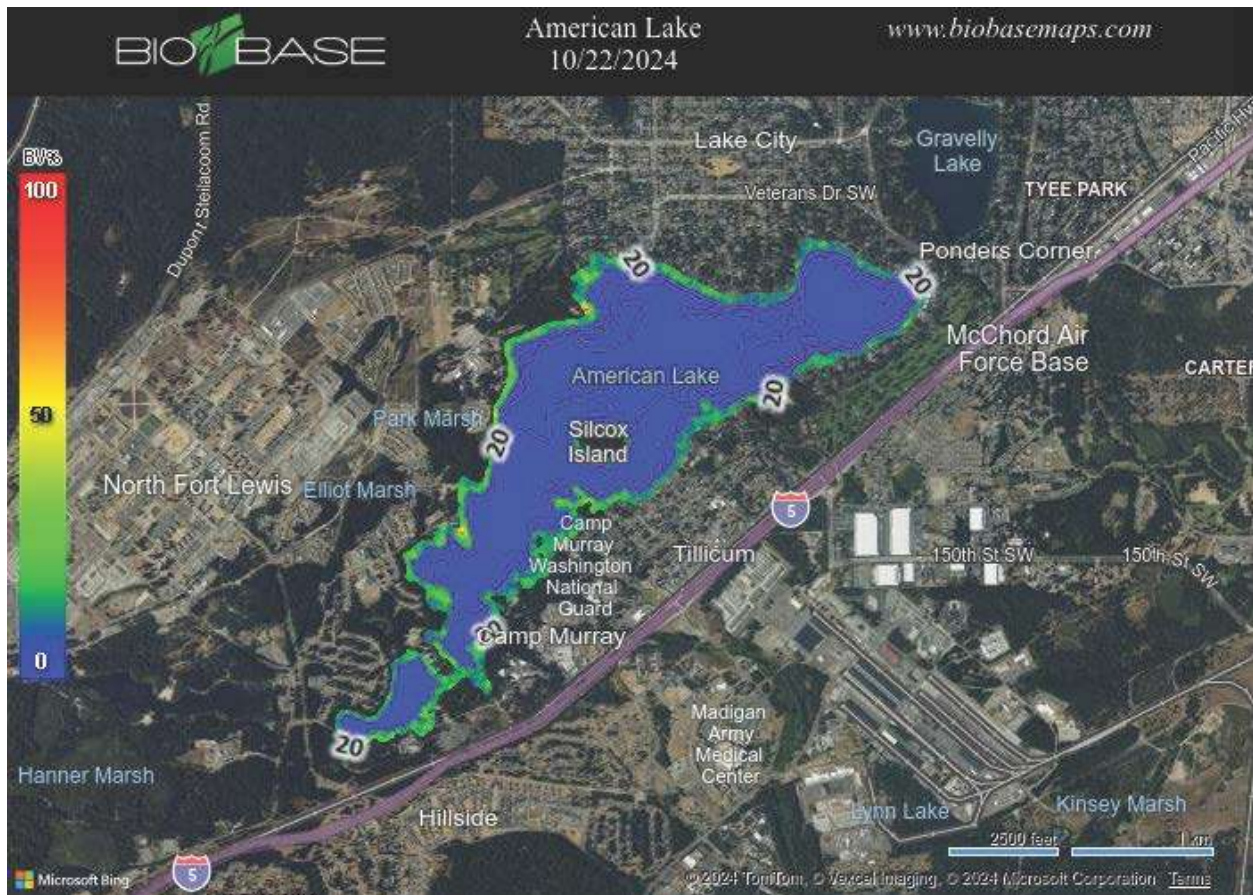 BIO BASE
American Lake
10/22/2024
www.biobasemaps.com
Dupont Steilacoom Rd
Lake City
Gravelly
Lake
Pacific
TYEE PARK
Veterans Dr SW
BV%
100
Ponders Corner
20
20
McChord Air
Force Base
American Lake
CARTER
20
50
Park Marsh
Silcox
Island
20
North Fort Lewis
Elliot Marsh
5
Camp
Murray
Washington
National
Guard
Tillicum
150th St SW
150th St SW
0
20
Camp Murray
Madigan
Army
Medical
Center
20
Hanner Marsh
Lynn Lake
Kinsey Marsh
Hillside
2500 feet
1 km
5
Microsoft Bing
© 2024 TomTom, © Vexcel Imaging, © 2024 Microsoft Corporation Terms